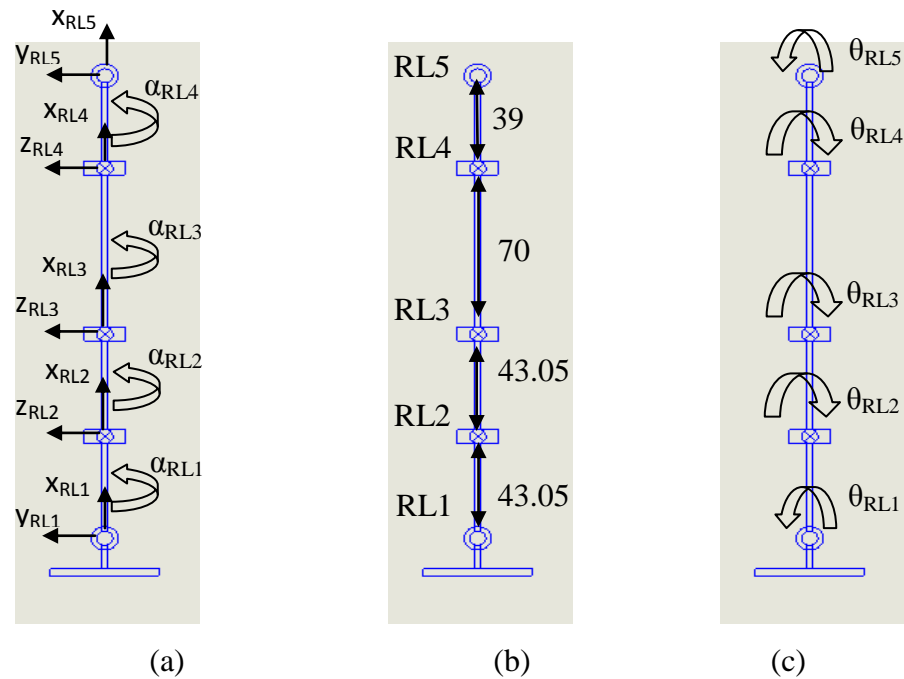 xRL5
yRL5
αRL4
xRL4
zRL4
αRL3
xRL3
zRL3
αRL2
xRL2
zRL2
αRL1
xRL1
yRL1
(a)
RL5
39
RL4
70
RL3
43.05
RL2
43.05
RL1
(b)
θRL5
θRL4
θRL3
θRL2
θRL1
(c)